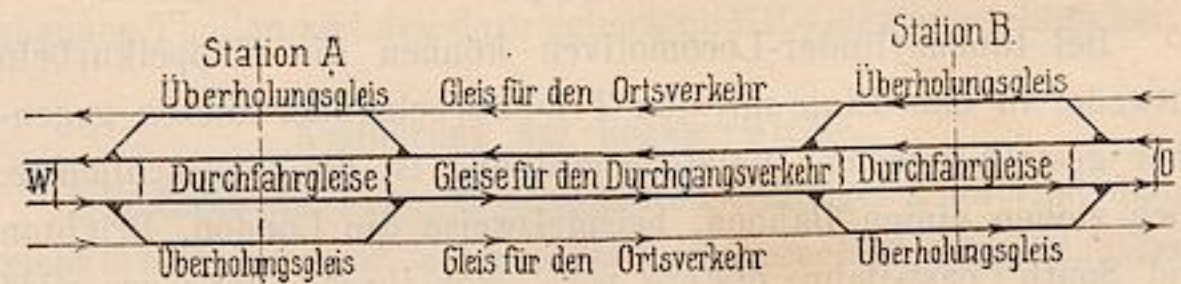 Station A
Station B.
Überholungsgleis Gleis für den Ortsverkehr Überholungsgleis
W Durchfahrgleise Gleise für den Durchgangsverkehr Durchfahrgleise O
Überholungsgleis Gleis für den Ortsverkehr Überholungsgleis